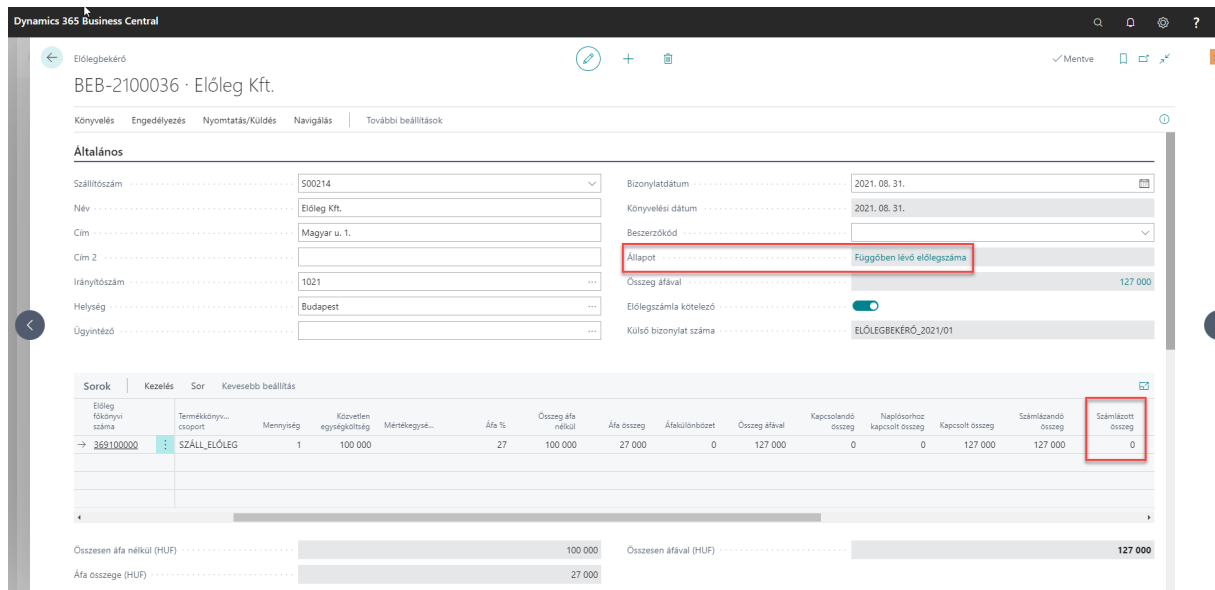 Dynamics 365 Business Central
?
Előlegbekérő
Mentve
BEB-2100036 · Előleg Kft.
Könyvelés Engedélyezés Nyomtatás/Küldés Navigálás További beállítások
Általános
Szállítószám S00214
Név Előleg Kft.
Cím Magyar u. 1.
Cím 2
Irányítószám 1021
Helység Budapest
Ügyintéző
Bizonylatdátum 2021. 08. 31.
Könyvelési dátum 2021. 08. 31.
Beszerzőkód
Állapot Függőben lévő előlegszáma
Összeg áfával 127 000
Előlegszámla kötelező
Külső bizonylat száma ELŐLEGBEKÉRŐ_2021/01
Sorok Kezelés Sor Kevesebb beállítás
Előleg főkönyvi száma Termékkönyv... csoport Mennyiség Közvetlen egységköltség Mértékegysé... Áfa % Összeg áfa nélkül Áfa összeg Áfakülönbözet Összeg áfával Kapcsolandó összeg Naplósorhoz kapcsolt összeg Kapcsolt összeg Számlázandó összeg Számlázott összeg
369100000 SZÁLL_ELŐLEG 1 100 000 27 100 000 27 000 0 127 000 0 0 127 000 127 000 0
Összesen áfa nélkül (HUF) 100 000
Összesen áfával (HUF) 127 000
Áfa összege (HUF) 27 000